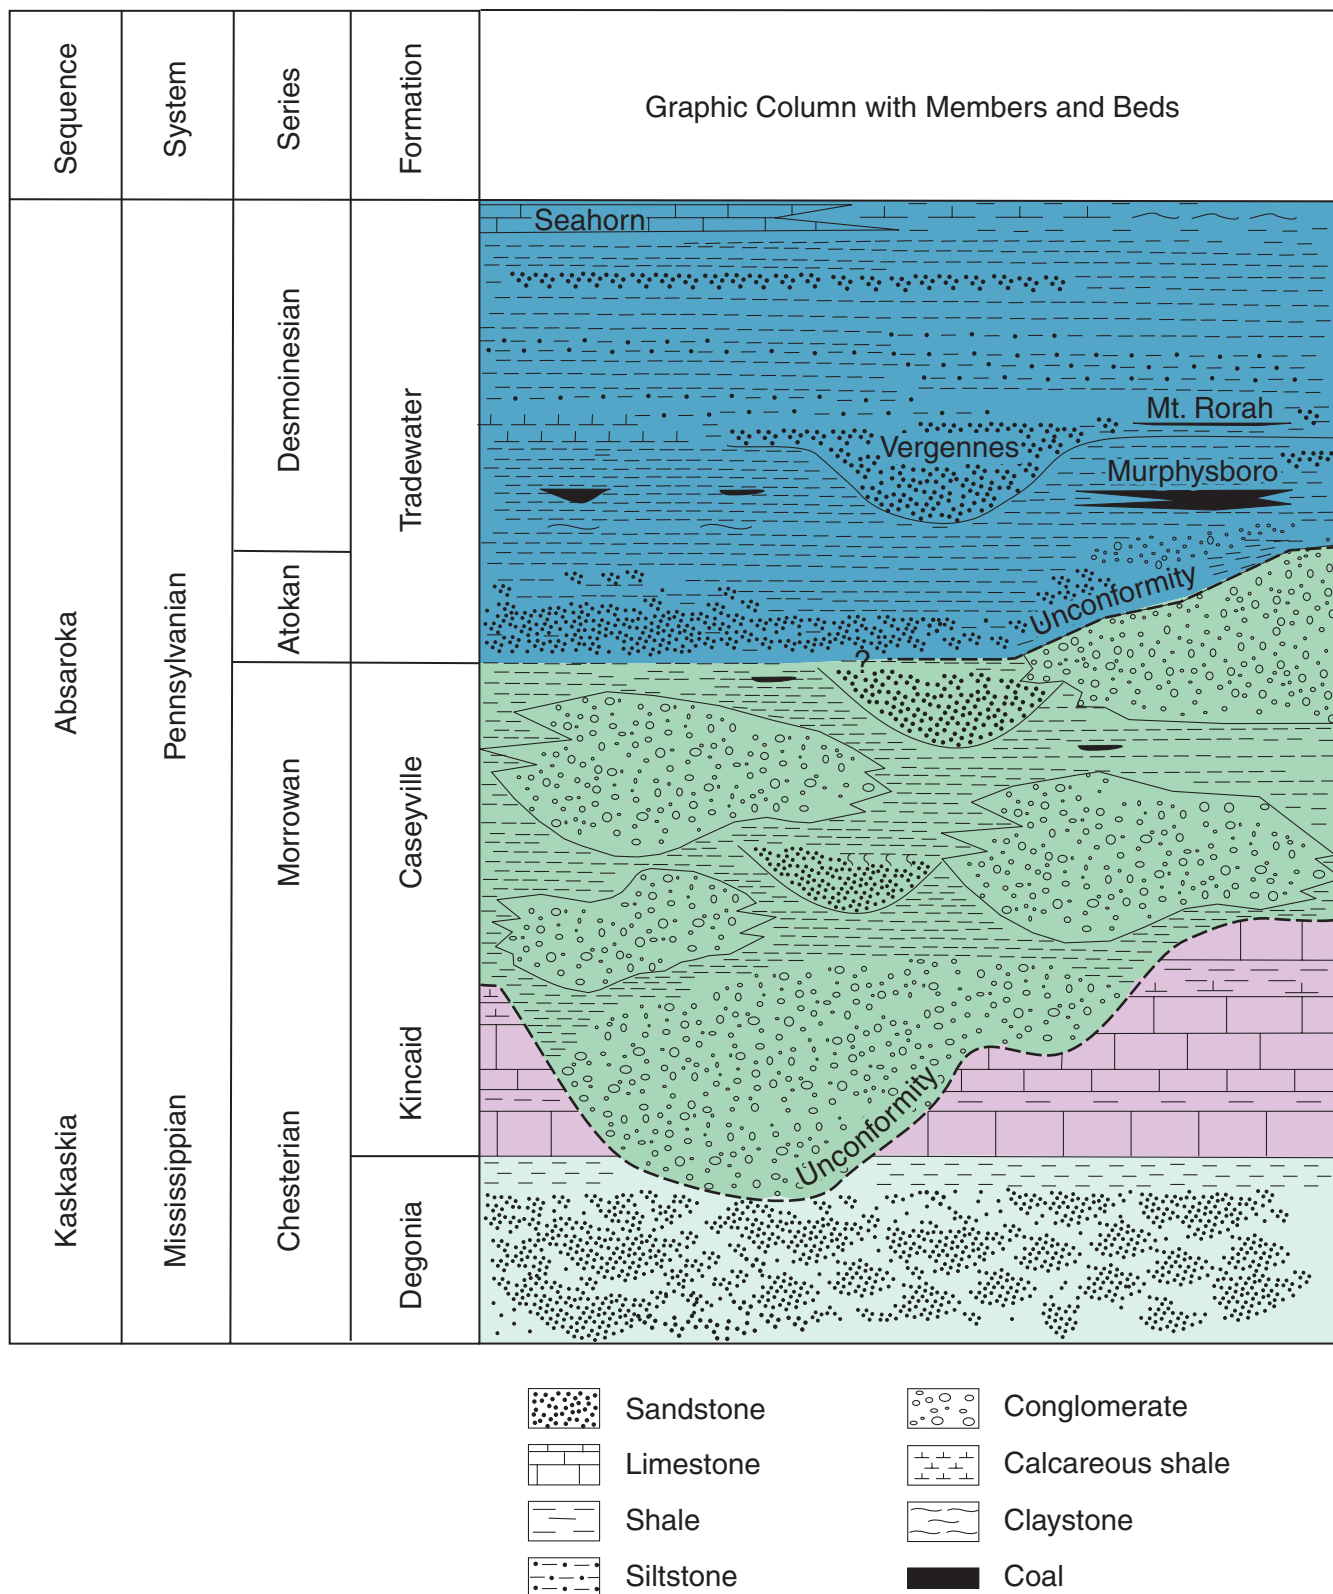 Sequence
System
Series
Formation
Graphic Column with Members and Beds
Absaroka
Kaskaskia
Pennsylvanian
Mississippian
Desmoinesian
Atokan
Morrowan
Chesterian
Tradewater
Caseyville
Kincaid
Degonia
Seahorn
Mt. Rorah
Vergennes
Murphysboro
Unconformity
?
Unconformity
Sandstone
Conglomerate
Limestone
Calcareous shale
Shale
Claystone
Siltstone
Coal